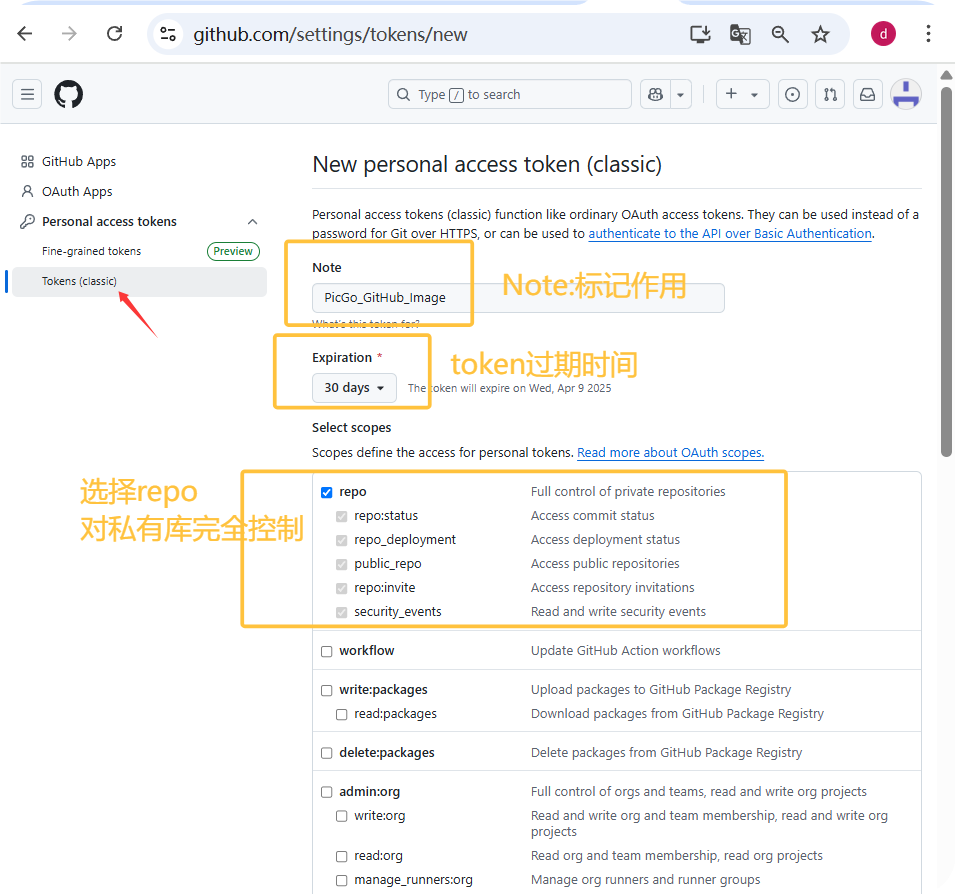 github.com/settings/tokens/new
d
Type / to search
GitHub Apps
OAuth Apps
Personal access tokens
Fine-grained tokens
Preview
Tokens (classic)
New personal access token (classic)
Personal access tokens (classic) function like ordinary OAuth access tokens. They can be used instead of a
password for Git over HTTPS, or can be used to authenticate to the API over Basic Authentication.
Note
PicGo_GitHub_Image
Note:标记作用
What's this token for?
Expiration *
token过期时间
30 days
The token will expire on Wed, Apr 9 2025
Select scopes
Scopes define the access for personal tokens. Read more about OAuth scopes.
选择repo
对私有库完全控制
repo Full control of private repositories
repo:status Access commit status
repo_deployment Access deployment status
public_repo Access public repositories
repo:invite Access repository invitations
security_events Read and write security events
workflow Update GitHub Action workflows
write:packages Upload packages to GitHub Package Registry
read:packages Download packages from GitHub Package Registry
delete:packages Delete packages from GitHub Package Registry
admin:org Full control of orgs and teams, read and write org projects
write:org Read and write org and team membership, read and write org
projects
read:org Read org and team membership, read org projects
manage_runners:org Manage org runners and runner groups